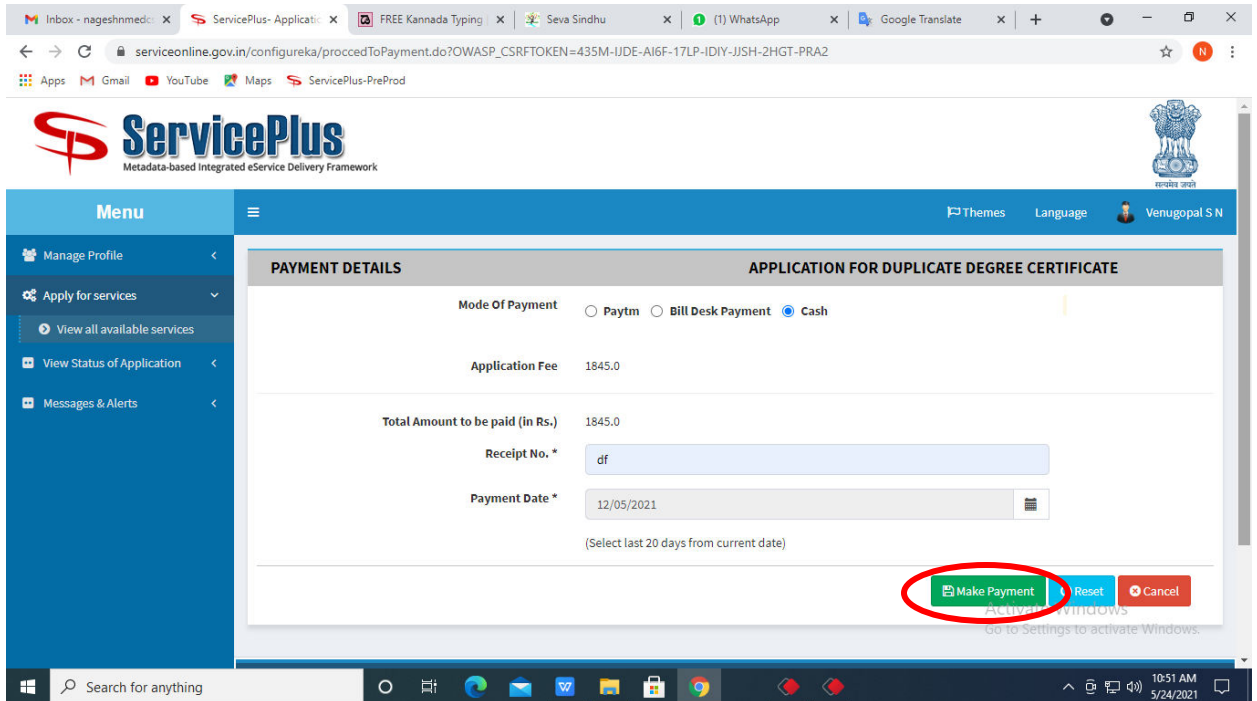 Inbox - nageshnmedcs
ServicePlus- Applicatic
FREE Kannada Typing
Seva Sindhu
(1) WhatsApp
Google Translate
serviceonline.gov.in/configureka/proccedToPayment.do?OWASP_CSRFTOKEN=435M-IJDE-AI6F-17LP-IDIY-JJSH-2HGT-PRA2
N
Apps Gmail YouTube Maps ServicePlus-PreProd
ServicePlus
Metadata-based Integrated eService Delivery Framework
सत्यमेव जयते
Menu
Themes Language Venugopal S N
Manage Profile
Apply for services
View all available services
View Status of Application
Messages & Alerts
PAYMENT DETAILS APPLICATION FOR DUPLICATE DEGREE CERTIFICATE
Mode Of Payment Paytm Bill Desk Payment Cash
Application Fee 1845.0
Total Amount to be paid (in Rs.) 1845.0
Receipt No. * df
Payment Date * 12/05/2021
(Select last 20 days from current date)
Make Payment Reset Cancel
Activate Windows
Go to Settings to activate Windows.
Search for anything
10:51 AM
5/24/2021